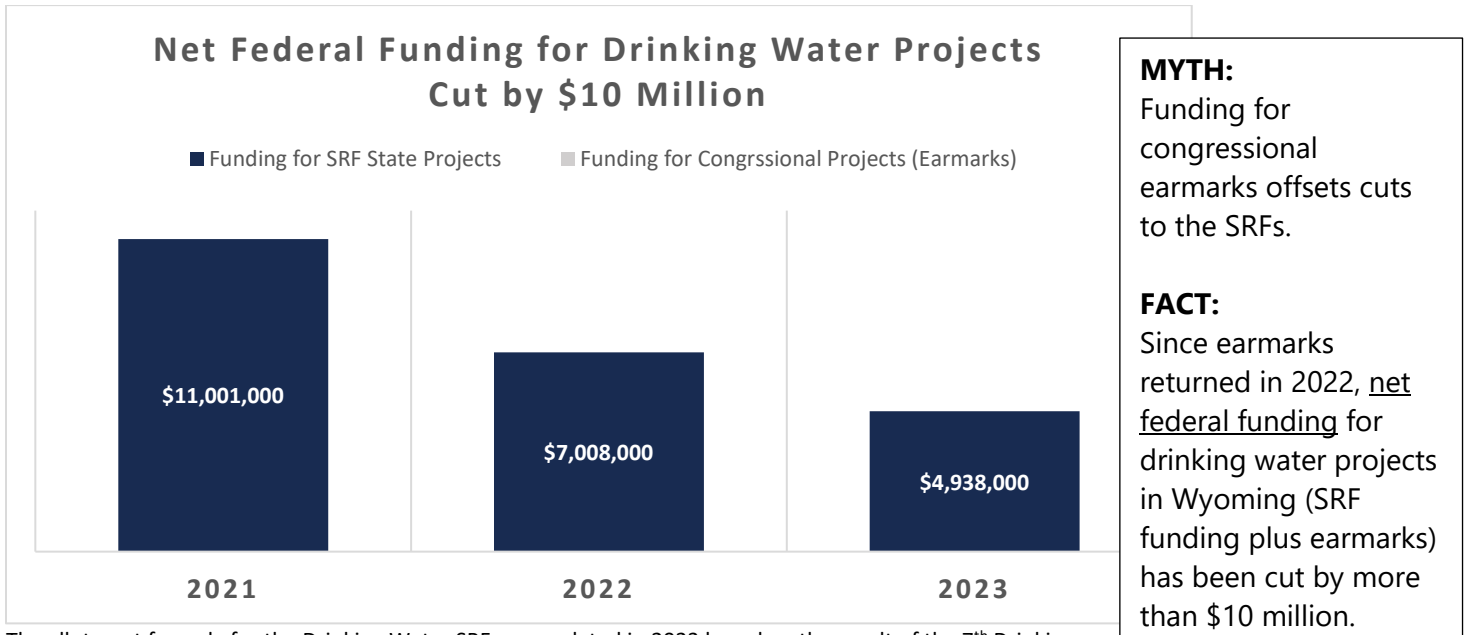 Net Federal Funding for Drinking Water Projects
Cut by $10 Million
Funding for SRF State Projects
Funding for Congrssional Projects (Earmarks)
$11,001,000
$7,008,000
$4,938,000
2021
2022
2023
MYTH:
Funding for
congressional
earmarks offsets cuts
to the SRFs.
FACT:
Since earmarks
returned in 2022, net
federal funding for
drinking water projects
in Wyoming (SRF
funding plus earmarks)
has been cut by more
than $10 million.